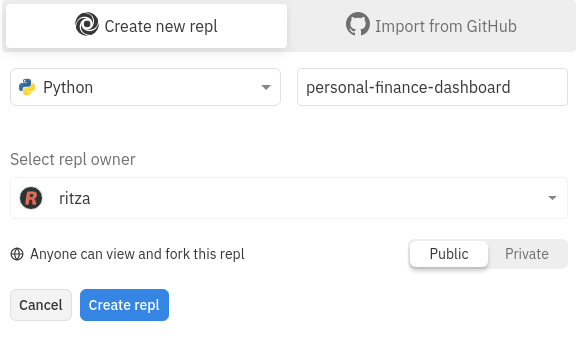 Create new repl
Import from GitHub
Python
personal-finance-dashboard
Select repl owner
R
ritza
Anyone can view and fork this repl
Public
Private
Cancel
Create repl